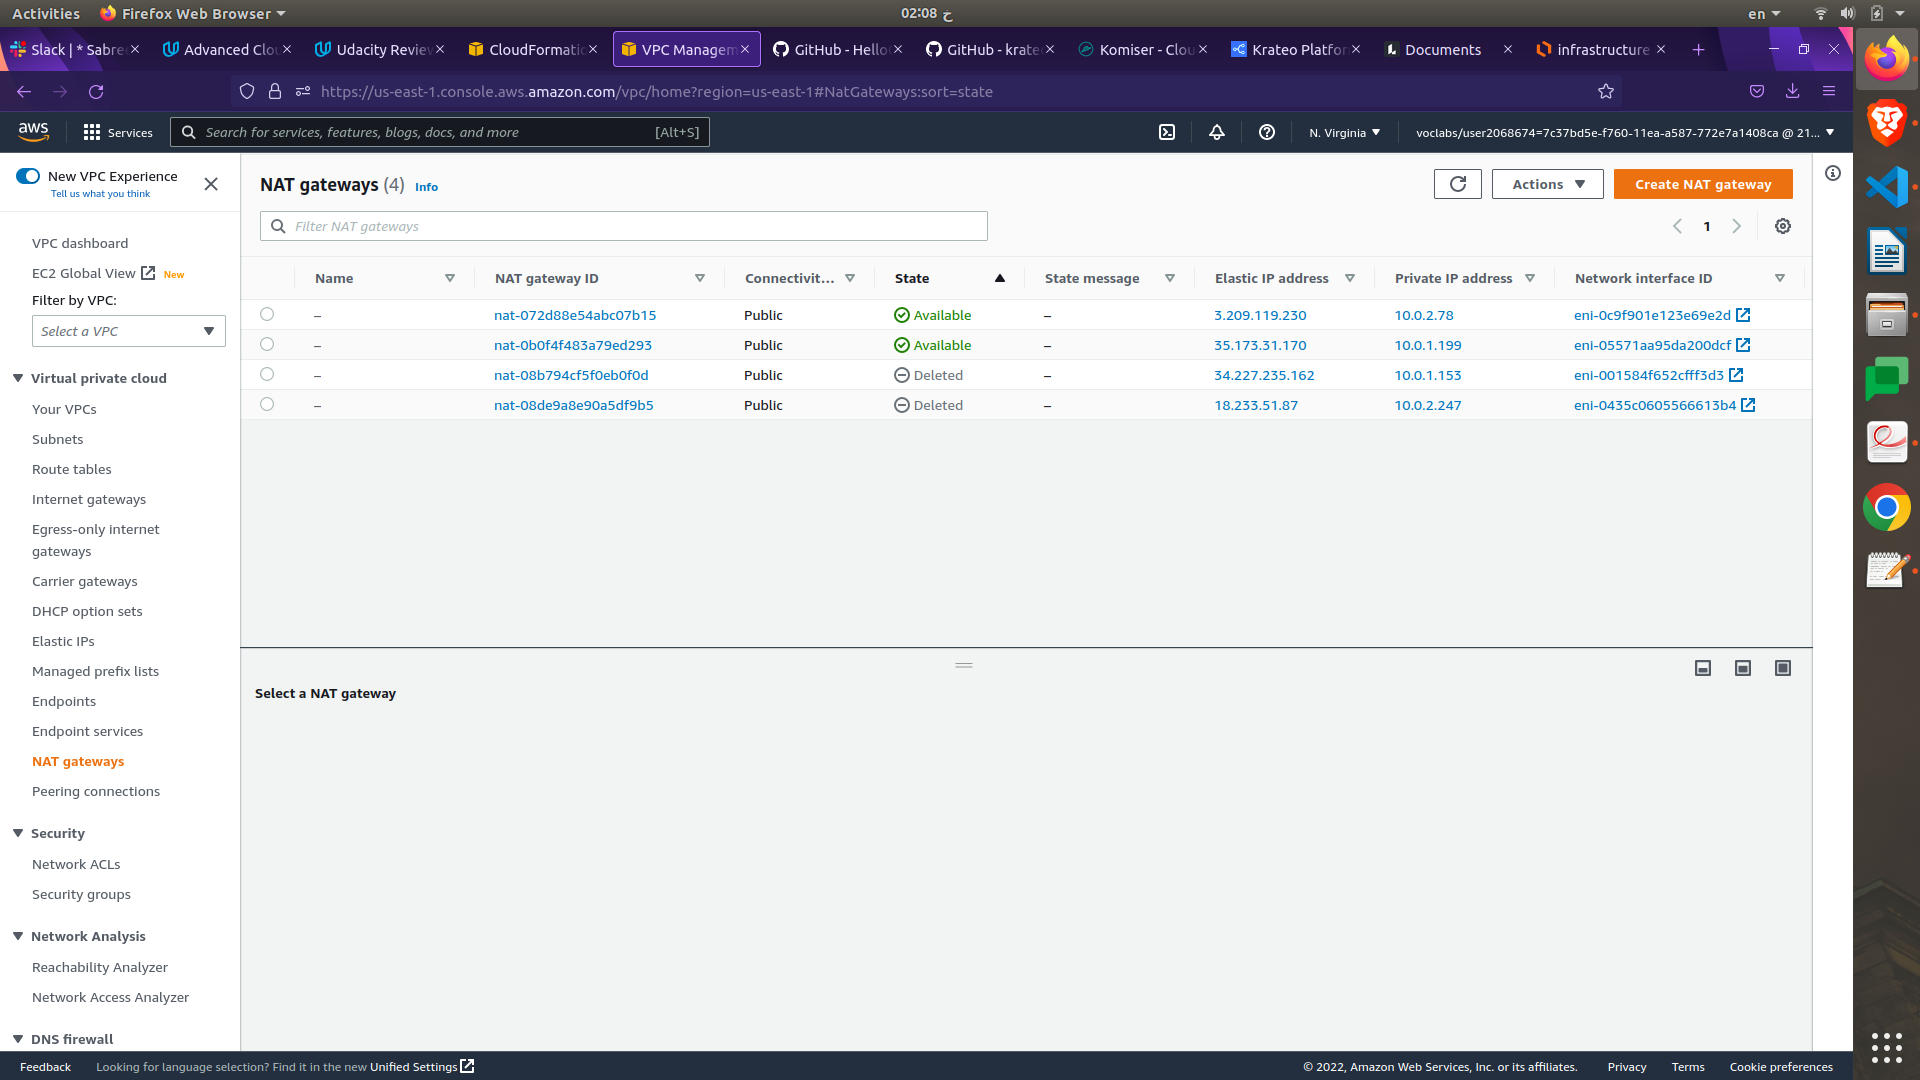 Activities
Firefox Web Browser
02:08 ح
en
Slack | * Sabre
Advanced Clou
Udacity Review
CloudFormatio
VPC Managem
GitHub - Hello
GitHub - krate
Komiser - Clou
Krateo Platfor
Documents
infrastructure
https://us-east-1.console.aws.amazon.com/vpc/home?region=us-east-1#NatGateways:sort=state
aws
Services
Search for services, features, blogs, docs, and more
[Alt+S]
N. Virginia
voclabs/user2068674=7c37bd5e-f760-11ea-a587-772e7a1408ca @ 21...
New VPC Experience
Tell us what you think
VPC dashboard
EC2 Global View New
Filter by VPC:
Select a VPC
Virtual private cloud
Your VPCs
Subnets
Route tables
Internet gateways
Egress-only internet
gateways
Carrier gateways
DHCP option sets
Elastic IPs
Managed prefix lists
Endpoints
Endpoint services
NAT gateways
Peering connections
Security
Network ACLs
Security groups
Network Analysis
Reachability Analyzer
Network Access Analyzer
DNS firewall
NAT gateways (4) Info
Actions
Create NAT gateway
Filter NAT gateways
1
Name NAT gateway ID Connectivit... State State message Elastic IP address Private IP address Network interface ID
– nat-072d88e54abc07b15 Public Available – 3.209.119.230 10.0.2.78 eni-0c9f901e123e69e2d
– nat-0b0f4f483a79ed293 Public Available – 35.173.31.170 10.0.1.199 eni-05571aa95da200dcf
– nat-08b794cf5f0eb0f0d Public Deleted – 34.227.235.162 10.0.1.153 eni-001584f652cfff3d3
– nat-08de9a8e90a5df9b5 Public Deleted – 18.233.51.87 10.0.2.247 eni-0435c0605566613b4
Select a NAT gateway
Feedback
Looking for language selection? Find it in the new Unified Settings
© 2022, Amazon Web Services, Inc. or its affiliates.
Privacy
Terms
Cookie preferences